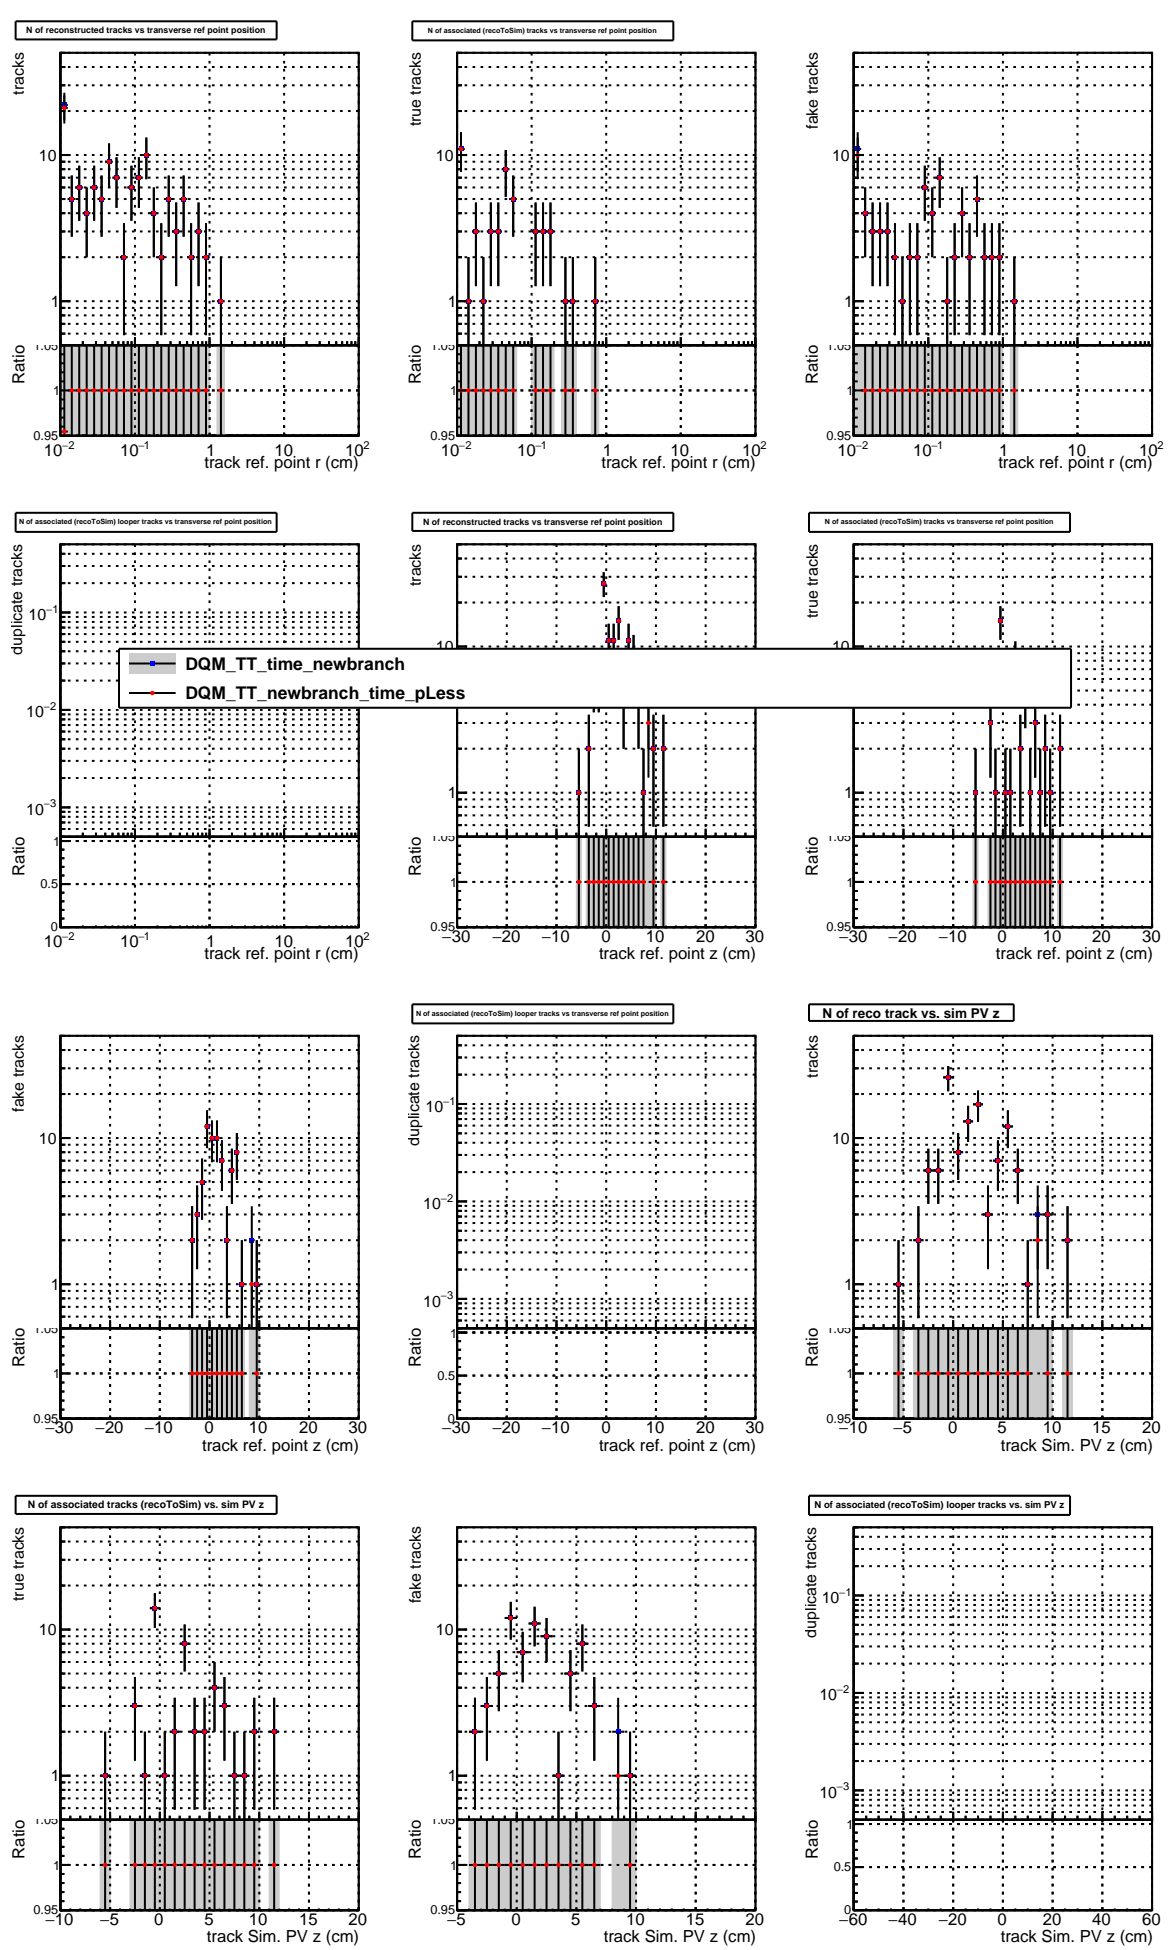 N of reconstructed tracks vs transverse ref point position
tracks
10
1
Ratio
1.05
1
0.95
10⁻² 10⁻¹ 1 10 10²
track ref. point r (cm)
N of associated (recoToSim) tracks vs transverse ref point position
true tracks
10
1
Ratio
1.05
1
0.95
10⁻² 10⁻¹ 1 10 10²
track ref. point r (cm)
fake tracks
10
1
Ratio
1.05
1
0.95
10⁻² 10⁻¹ 1 10 10²
track ref. point r (cm)
N of associated (recoToSim) looper tracks vs transverse ref point position
duplicate tracks
10⁻¹
10⁻²
10⁻³
Ratio
1
0.5
0
10⁻² 10⁻¹ 1 10 10²
track ref. point r (cm)
N of reconstructed tracks vs transverse ref point position
tracks
10
1
Ratio
1.05
1
0.95
−30 −20 −10 0 10 20 30
track ref. point z (cm)
N of associated (recoToSim) tracks vs transverse ref point position
true tracks
10
1
Ratio
1.05
1
0.95
−30 −20 −10 0 10 20 30
track ref. point z (cm)
DQM_TT_time_newbranch
DQM_TT_newbranch_time_pLess
fake tracks
10
1
Ratio
1.05
1
0.95
−30 −20 −10 0 10 20 30
track ref. point z (cm)
N of associated (recoToSim) looper tracks vs transverse ref point position
duplicate tracks
10⁻¹
10⁻²
10⁻³
Ratio
1
0.5
0
−30 −20 −10 0 10 20 30
track ref. point z (cm)
N of reco track vs. sim PV z
tracks
10
1
Ratio
1.05
1
0.95
−10 −5 0 5 10 15 20
track Sim. PV z (cm)
N of associated tracks (recoToSim) vs. sim PV z
true tracks
10
1
Ratio
1.05
1
0.95
−10 −5 0 5 10 15 20
track Sim. PV z (cm)
fake tracks
10
1
Ratio
1.05
1
0.95
−5 0 5 10 15 20
track Sim. PV z (cm)
N of associated (recoToSim) looper tracks vs. sim PV z
duplicate tracks
10⁻¹
10⁻²
10⁻³
Ratio
1
0.5
0
−60 −40 −20 0 20 40 60
track Sim. PV z (cm)